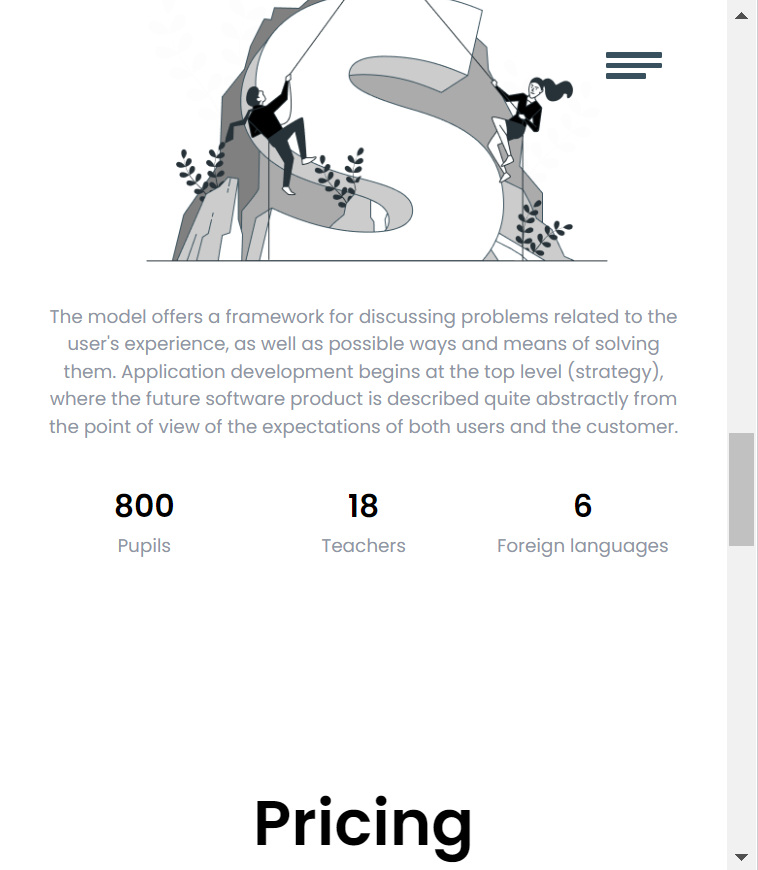 The model offers a framework for discussing problems related to the
user's experience, as well as possible ways and means of solving
them. Application development begins at the top level (strategy),
where the future software product is described quite abstractly from
the point of view of the expectations of both users and the customer.
800
Pupils
18
Teachers
6
Foreign languages
Pricing